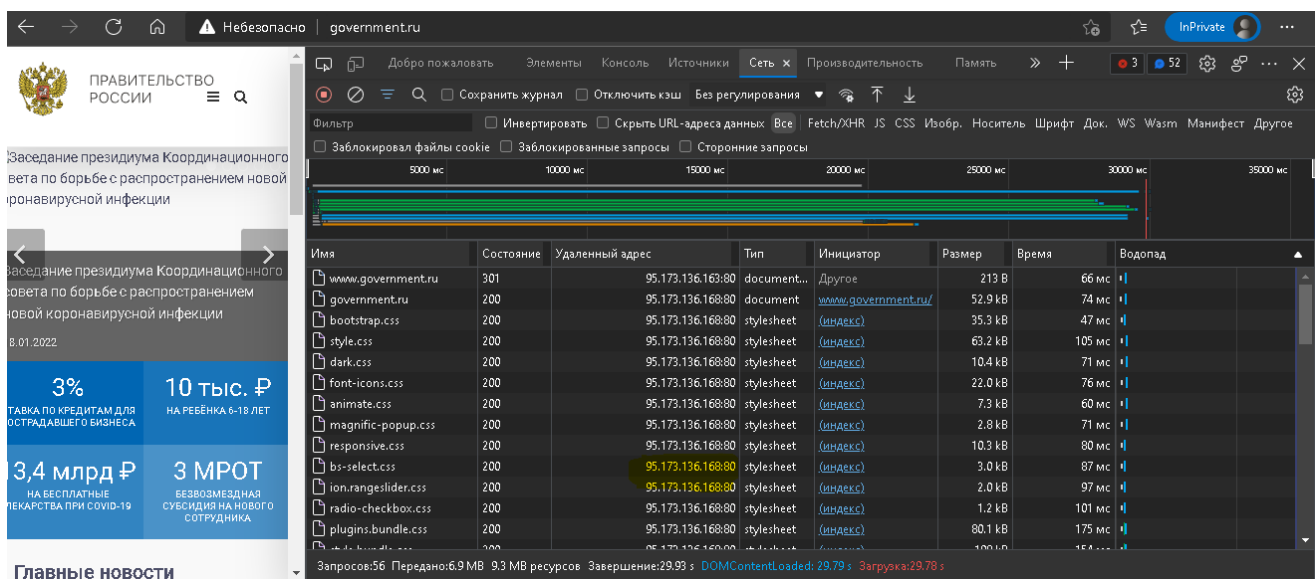 Небезопасно government.ru InPrivate
ПРАВИТЕЛЬСТВО
РОССИИ
Заседание президиума Координационного
вета по борьбе с распространением новой
ронавирусной инфекции
Заседание президиума Координационного
совета по борьбе с распространением
новой коронавирусной инфекции
8.01.2022
3%
ТАВКА ПО КРЕДИТАМ ДЛЯ
ОСТРАДАВШЕГО БИЗНЕСА
10 тыс. ₽
НА РЕБЁНКА 6-18 ЛЕТ
13,4 млрд ₽
НА БЕСПЛАТНЫЕ
ЛЕКАРСТВА ПРИ COVID-19
3 МРОТ
БЕЗВОЗМЕЗДНАЯ
СУБСИДИЯ НА НОВОГО
СОТРУДНИКА
Главные новости
Добро пожаловать Элементы Консоль Источники Сеть Производительность Память 3 52
Сохранить журнал Отключить кэш Без регулирования
Фильтр Инвертировать Скрыть URL-адреса данных Все Fetch/XHR JS CSS Изобр. Носитель Шрифт Док. WS Wasm Манифест Другое
Заблокировал файлы cookie Заблокированные запросы Сторонние запросы
5000 мс 10000 мс 15000 мс 20000 мс 25000 мс 30000 мс 35000 мс
Имя Состояние Удаленный адрес Тип Инициатор Размер Время Водопад
www.government.ru 301 95.173.136.163:80 document... Другое 213 B 66 мс
government.ru 200 95.173.136.168:80 document www.government.ru/ 52.9 kB 74 мс
bootstrap.css 200 95.173.136.168:80 stylesheet (индекс) 35.3 kB 47 мс
style.css 200 95.173.136.168:80 stylesheet (индекс) 63.2 kB 105 мс
dark.css 200 95.173.136.168:80 stylesheet (индекс) 10.4 kB 71 мс
font-icons.css 200 95.173.136.168:80 stylesheet (индекс) 22.0 kB 76 мс
animate.css 200 95.173.136.168:80 stylesheet (индекс) 7.3 kB 60 мс
magnific-popup.css 200 95.173.136.168:80 stylesheet (индекс) 2.8 kB 71 мс
responsive.css 200 95.173.136.168:80 stylesheet (индекс) 10.3 kB 80 мс
bs-select.css 200 95.173.136.168:80 stylesheet (индекс) 3.0 kB 87 мс
ion.rangeslider.css 200 95.173.136.168:80 stylesheet (индекс) 2.0 kB 97 мс
radio-checkbox.css 200 95.173.136.168:80 stylesheet (индекс) 1.2 kB 101 мс
plugins.bundle.css 200 95.173.136.168:80 stylesheet (индекс) 80.1 kB 175 мс
Запросов:56 Передано:6.9 MB 9.3 MB ресурсов Завершение:29.93 s DOMContentLoaded: 29.79 s Загрузка:29.78 s